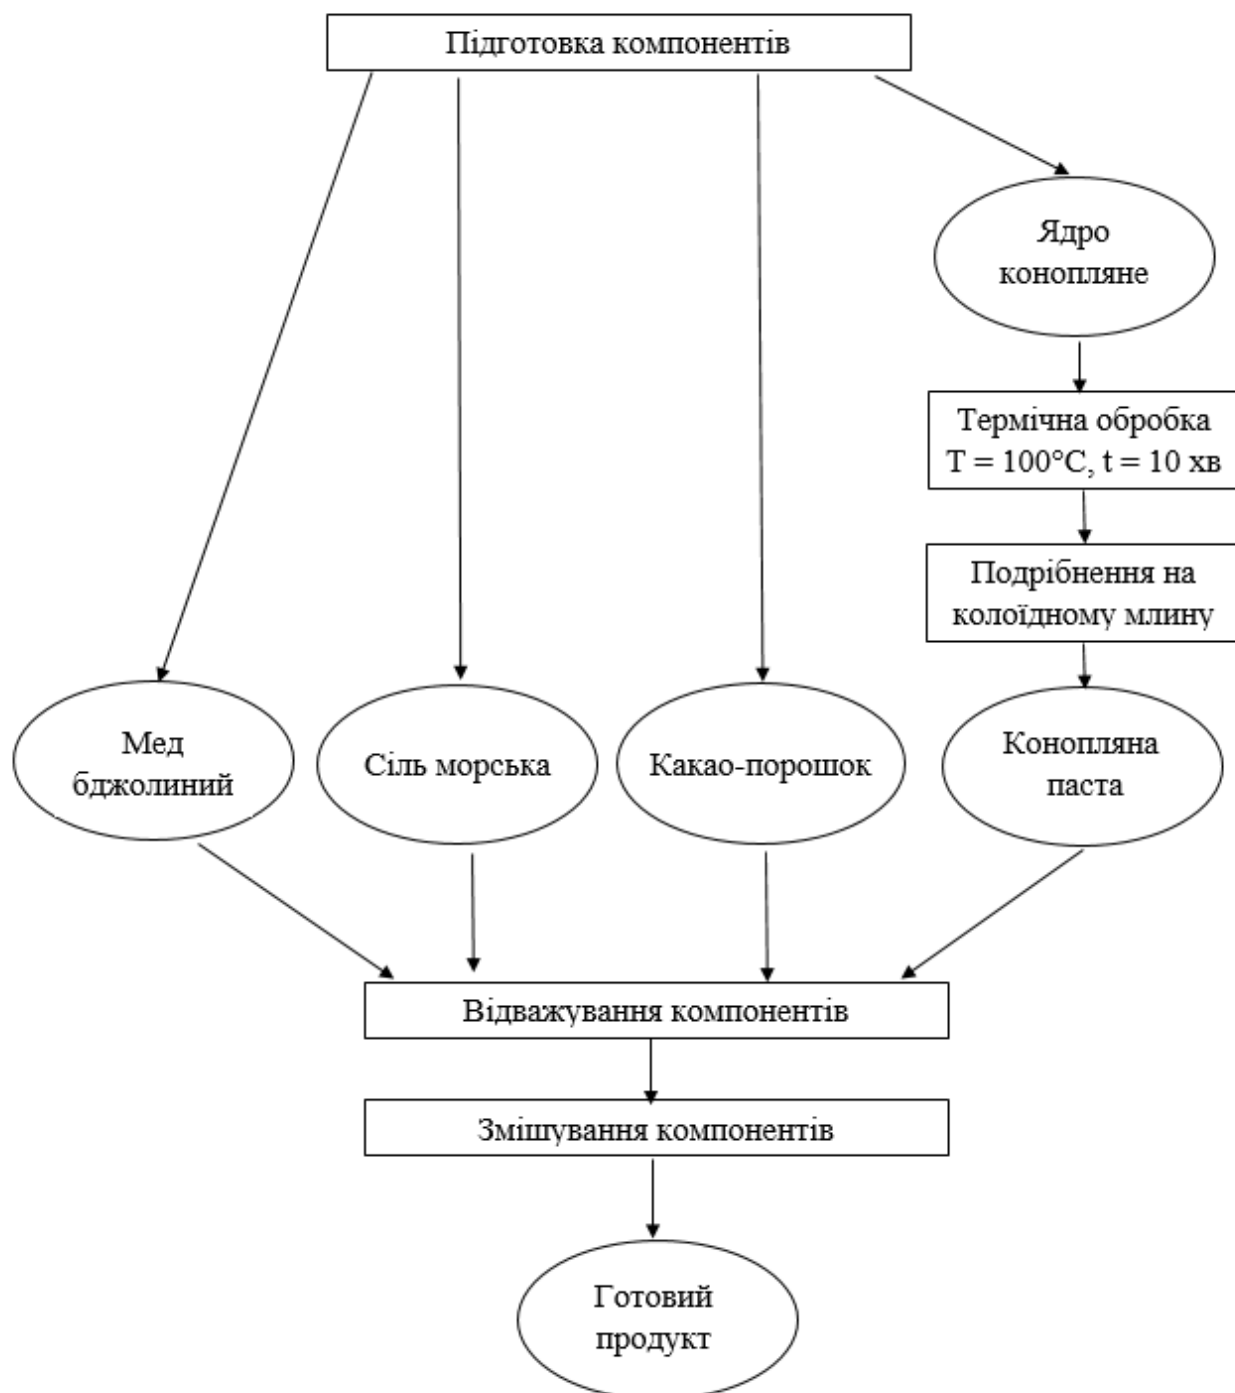 Підготовка компонентів
Ядро
конопляне
Термічна обробка
T = 100°C, t = 10 хв
Подрібнення на
колоїдному млину
Мед
бджолиний
Сіль морська
Какао-порошок
Конопляна
паста
Відважування компонентів
Змішування компонентів
Готовий
продукт